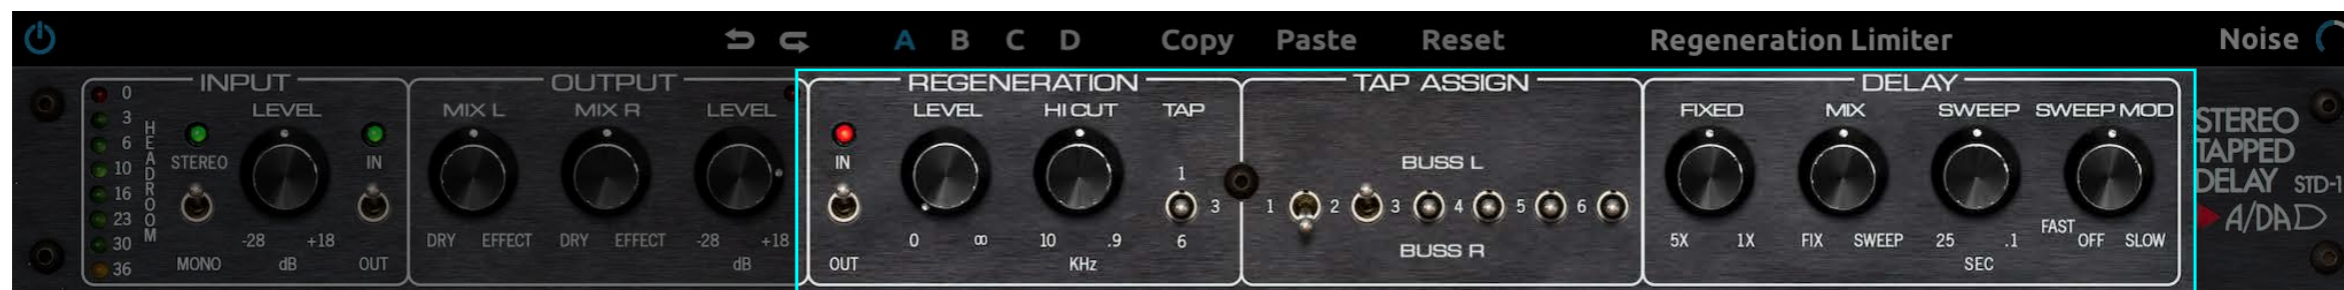 A B C D Copy Paste Reset Regeneration Limiter Noise
INPUT
0
3
6
10
16
23
30
36
HEADROOM
STEREO
MONO
LEVEL
-28 +18
dB
IN
OUT
OUTPUT
MIX L MIX R LEVEL
DRY EFFECT DRY EFFECT -28 +18
dB
REGENERATION
IN
OUT
LEVEL
0 ∞
HI CUT
10 .9
KHz
TAP
1
3
6
TAP ASSIGN
BUSS L
1 2 3 4 5 6
BUSS R
DELAY
FIXED MIX SWEEP SWEEP MOD
5X 1X FIX SWEEP 25 .1 FAST OFF SLOW
SEC
STEREO
TAPPED
DELAY STD-1
A/DA